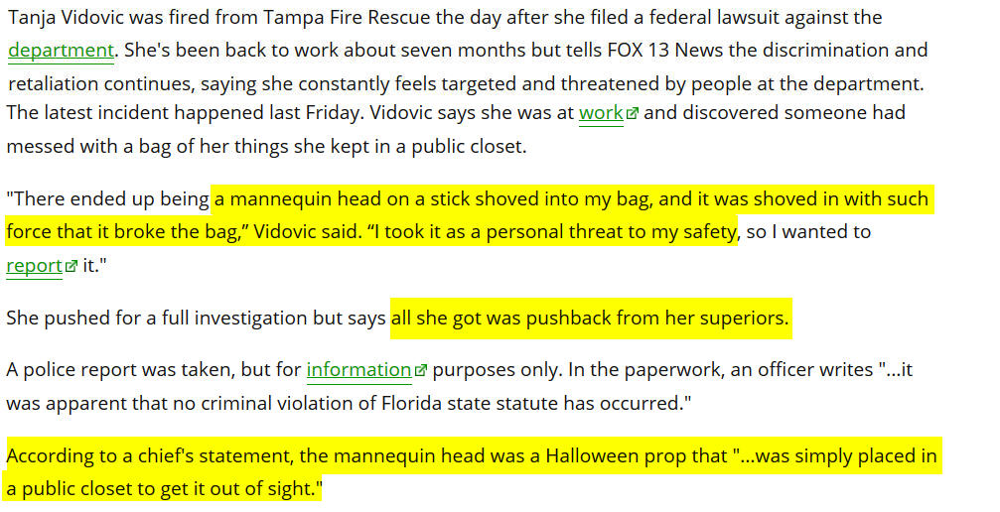 Tanja Vidovic was fired from Tampa Fire Rescue the day after she filed a federal lawsuit against the
department. She's been back to work about seven months but tells FOX 13 News the discrimination and
retaliation continues, saying she constantly feels targeted and threatened by people at the department.
The latest incident happened last Friday. Vidovic says she was at work and discovered someone had
messed with a bag of her things she kept in a public closet.
"There ended up being a mannequin head on a stick shoved into my bag, and it was shoved in with such
force that it broke the bag,” Vidovic said. “I took it as a personal threat to my safety, so I wanted to
report it."
She pushed for a full investigation but says all she got was pushback from her superiors.
A police report was taken, but for information purposes only. In the paperwork, an officer writes "...it
was apparent that no criminal violation of Florida state statute has occurred."
According to a chief's statement, the mannequin head was a Halloween prop that "...was simply placed in
a public closet to get it out of sight."